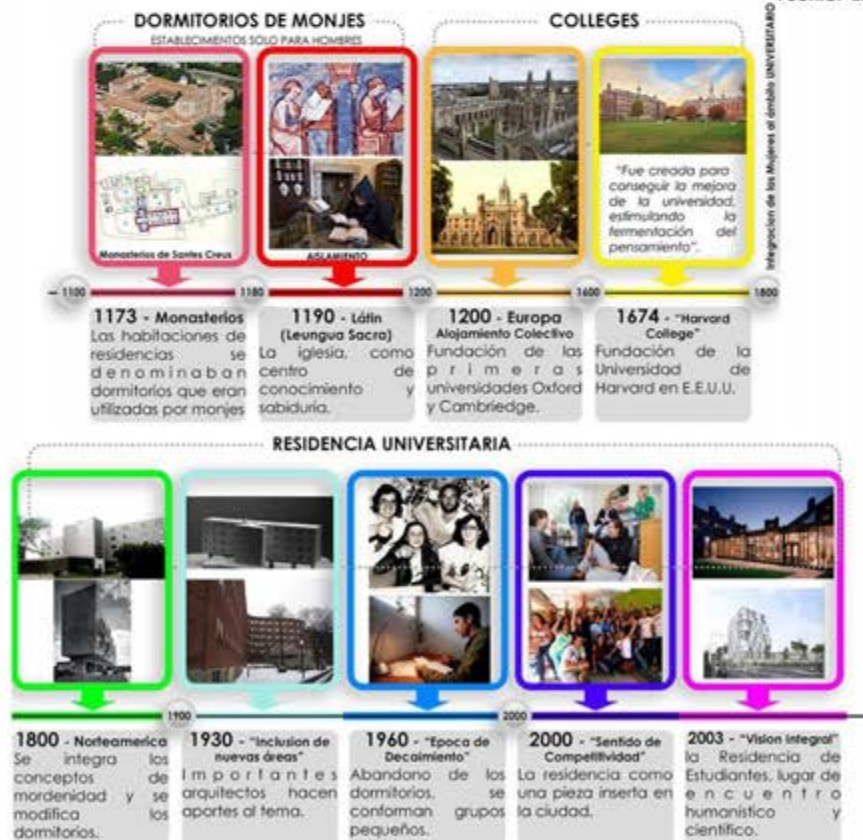 DORMITORIOS DE MONJES
ESTABLECIMIENTOS SOLO PARA HOMBRES
COLLEGES
Integracion de las Mujeres al ámbito UNIVERSITARIO
Monasterios de Santes Creus
AISLAMIENTO
"Fue creada para
conseguir la mejora
de la universidad,
estimulando la
fermentación del
pensamiento".
1100
1180
1200
1600
1800
1173 - Monasterios
Las habitaciones de
residencias se
denominaban
dormitorios que eran
utilizadas por monjes
1190 - Látin
(Leungua Sacra)
La iglesia, como
centro de
conocimiento y
sabiduria.
1200 - Europa
Alojamiento Colectivo
Fundación de las
primeras
universidades Oxford
y Cambriedge.
1674 - "Harvard
College"
Fundación de la
Universidad de
Harvard en E.E.U.U.
RESIDENCIA UNIVERSITARIA
1900
2000
1800 - Norteamerica
Se integra los
conceptos de
mordenidad y se
modifica los
dormitorios.
1930 - "Inclusion de
nuevas áreas"
Importantes
arquitectos hacen
aportes al tema.
1960 - "Epoca de
Decaimiento"
Abandono de los
dormitorios, se
conforman grupos
pequeños.
2000 - "Sentido de
Competitividad"
La residencia como
una pieza inserta en
la ciudad.
2003 - "Vision Integral"
la Residencia de
Estudiantes, lugar de
encuentro
humanístico y
científico.